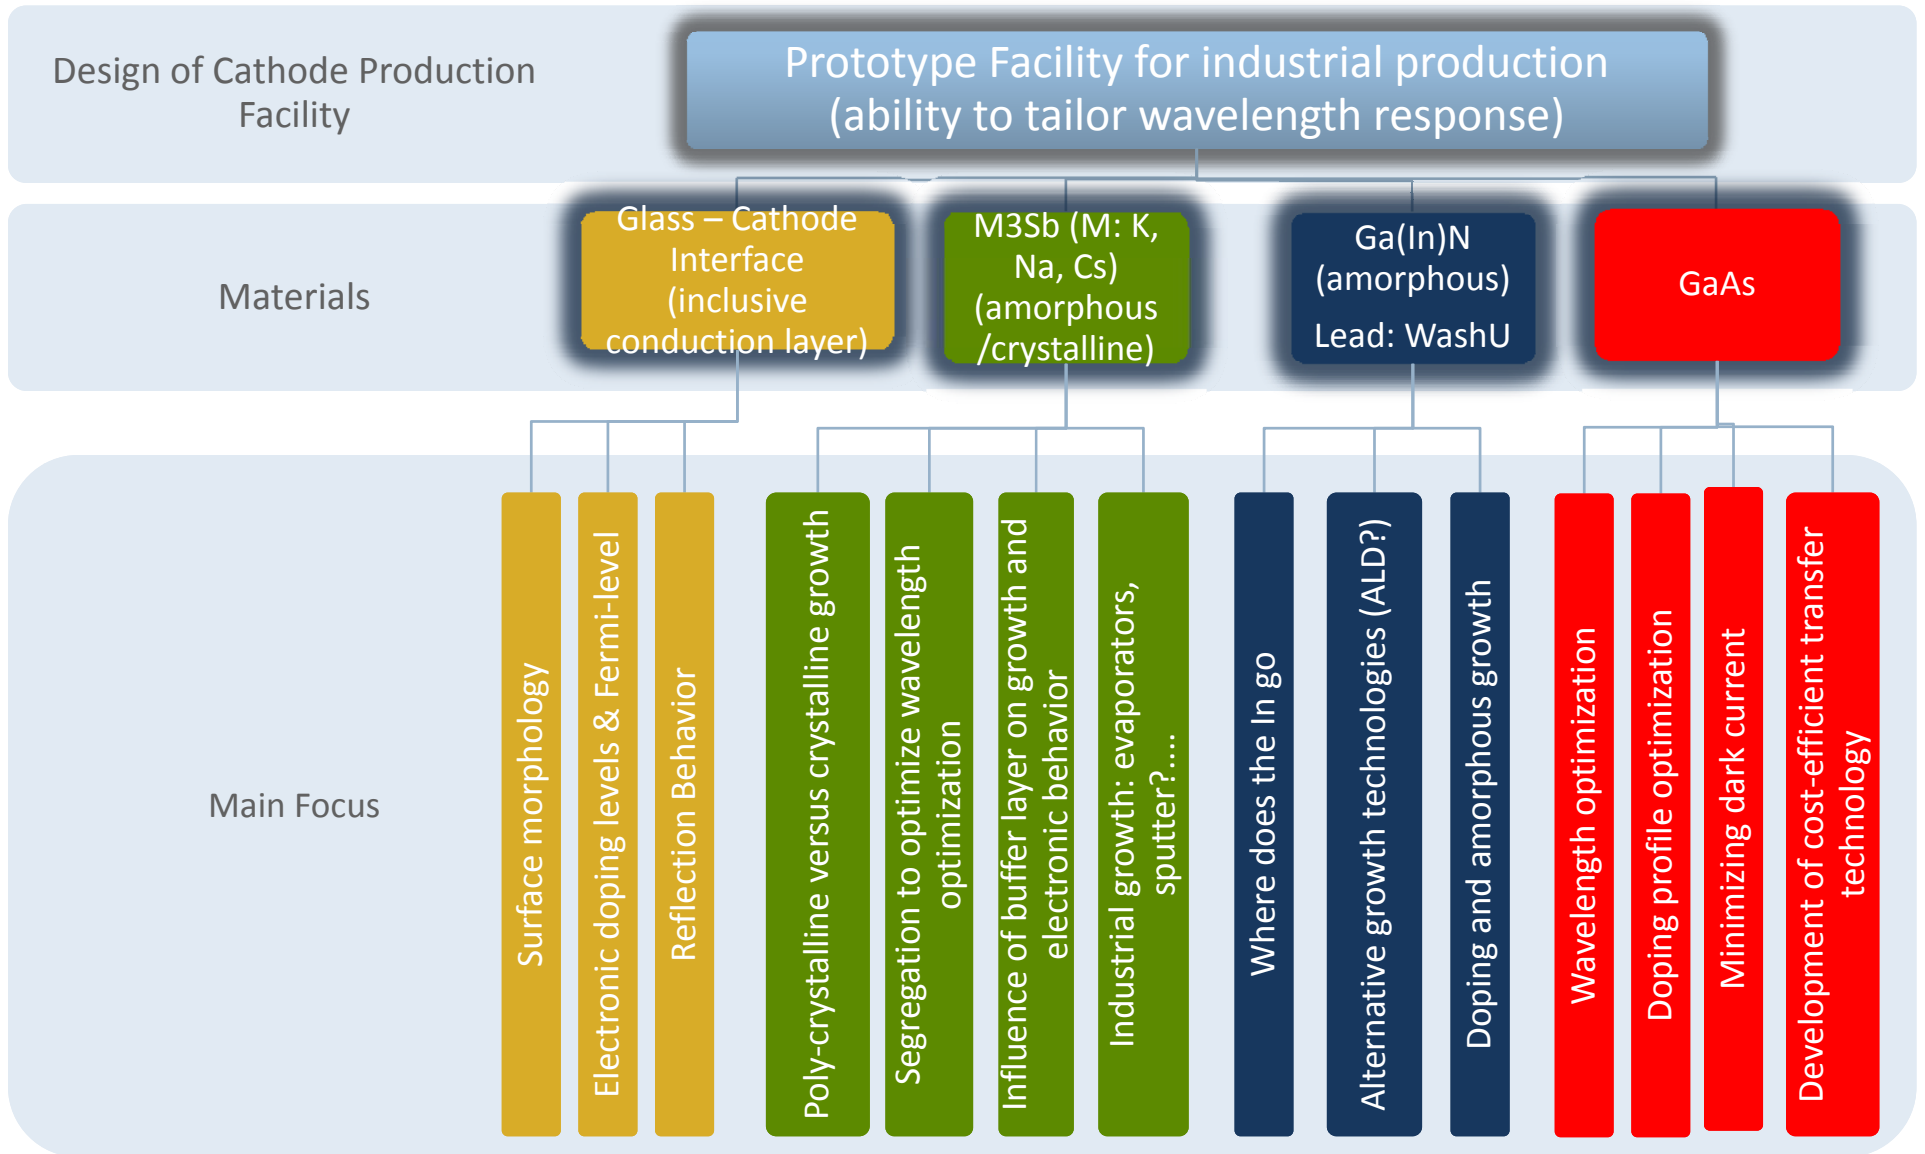 Design of Cathode Production
Facility
Prototype Facility for industrial production
(ability to tailor wavelength response)
Materials
Glass – Cathode
Interface
(inclusive
conduction layer)
M3Sb (M: K,
Na, Cs)
(amorphous
/crystalline)
Ga(In)N
(amorphous)
Lead: WashU
GaAs
Main Focus
Surface morphology
Electronic doping levels & Fermi-level
Reflection Behavior
Poly-crystalline versus crystalline growth
Segregation to optimize wavelength
optimization
Influence of buffer layer on growth and
electronic behavior
Industrial growth: evaporators,
sputter?....
Where does the In go
Alternative growth technologies (ALD?)
Doping and amorphous growth
Wavelength optimization
Doping profile optimization
Minimizing dark current
Development of cost-efficient transfer
technology